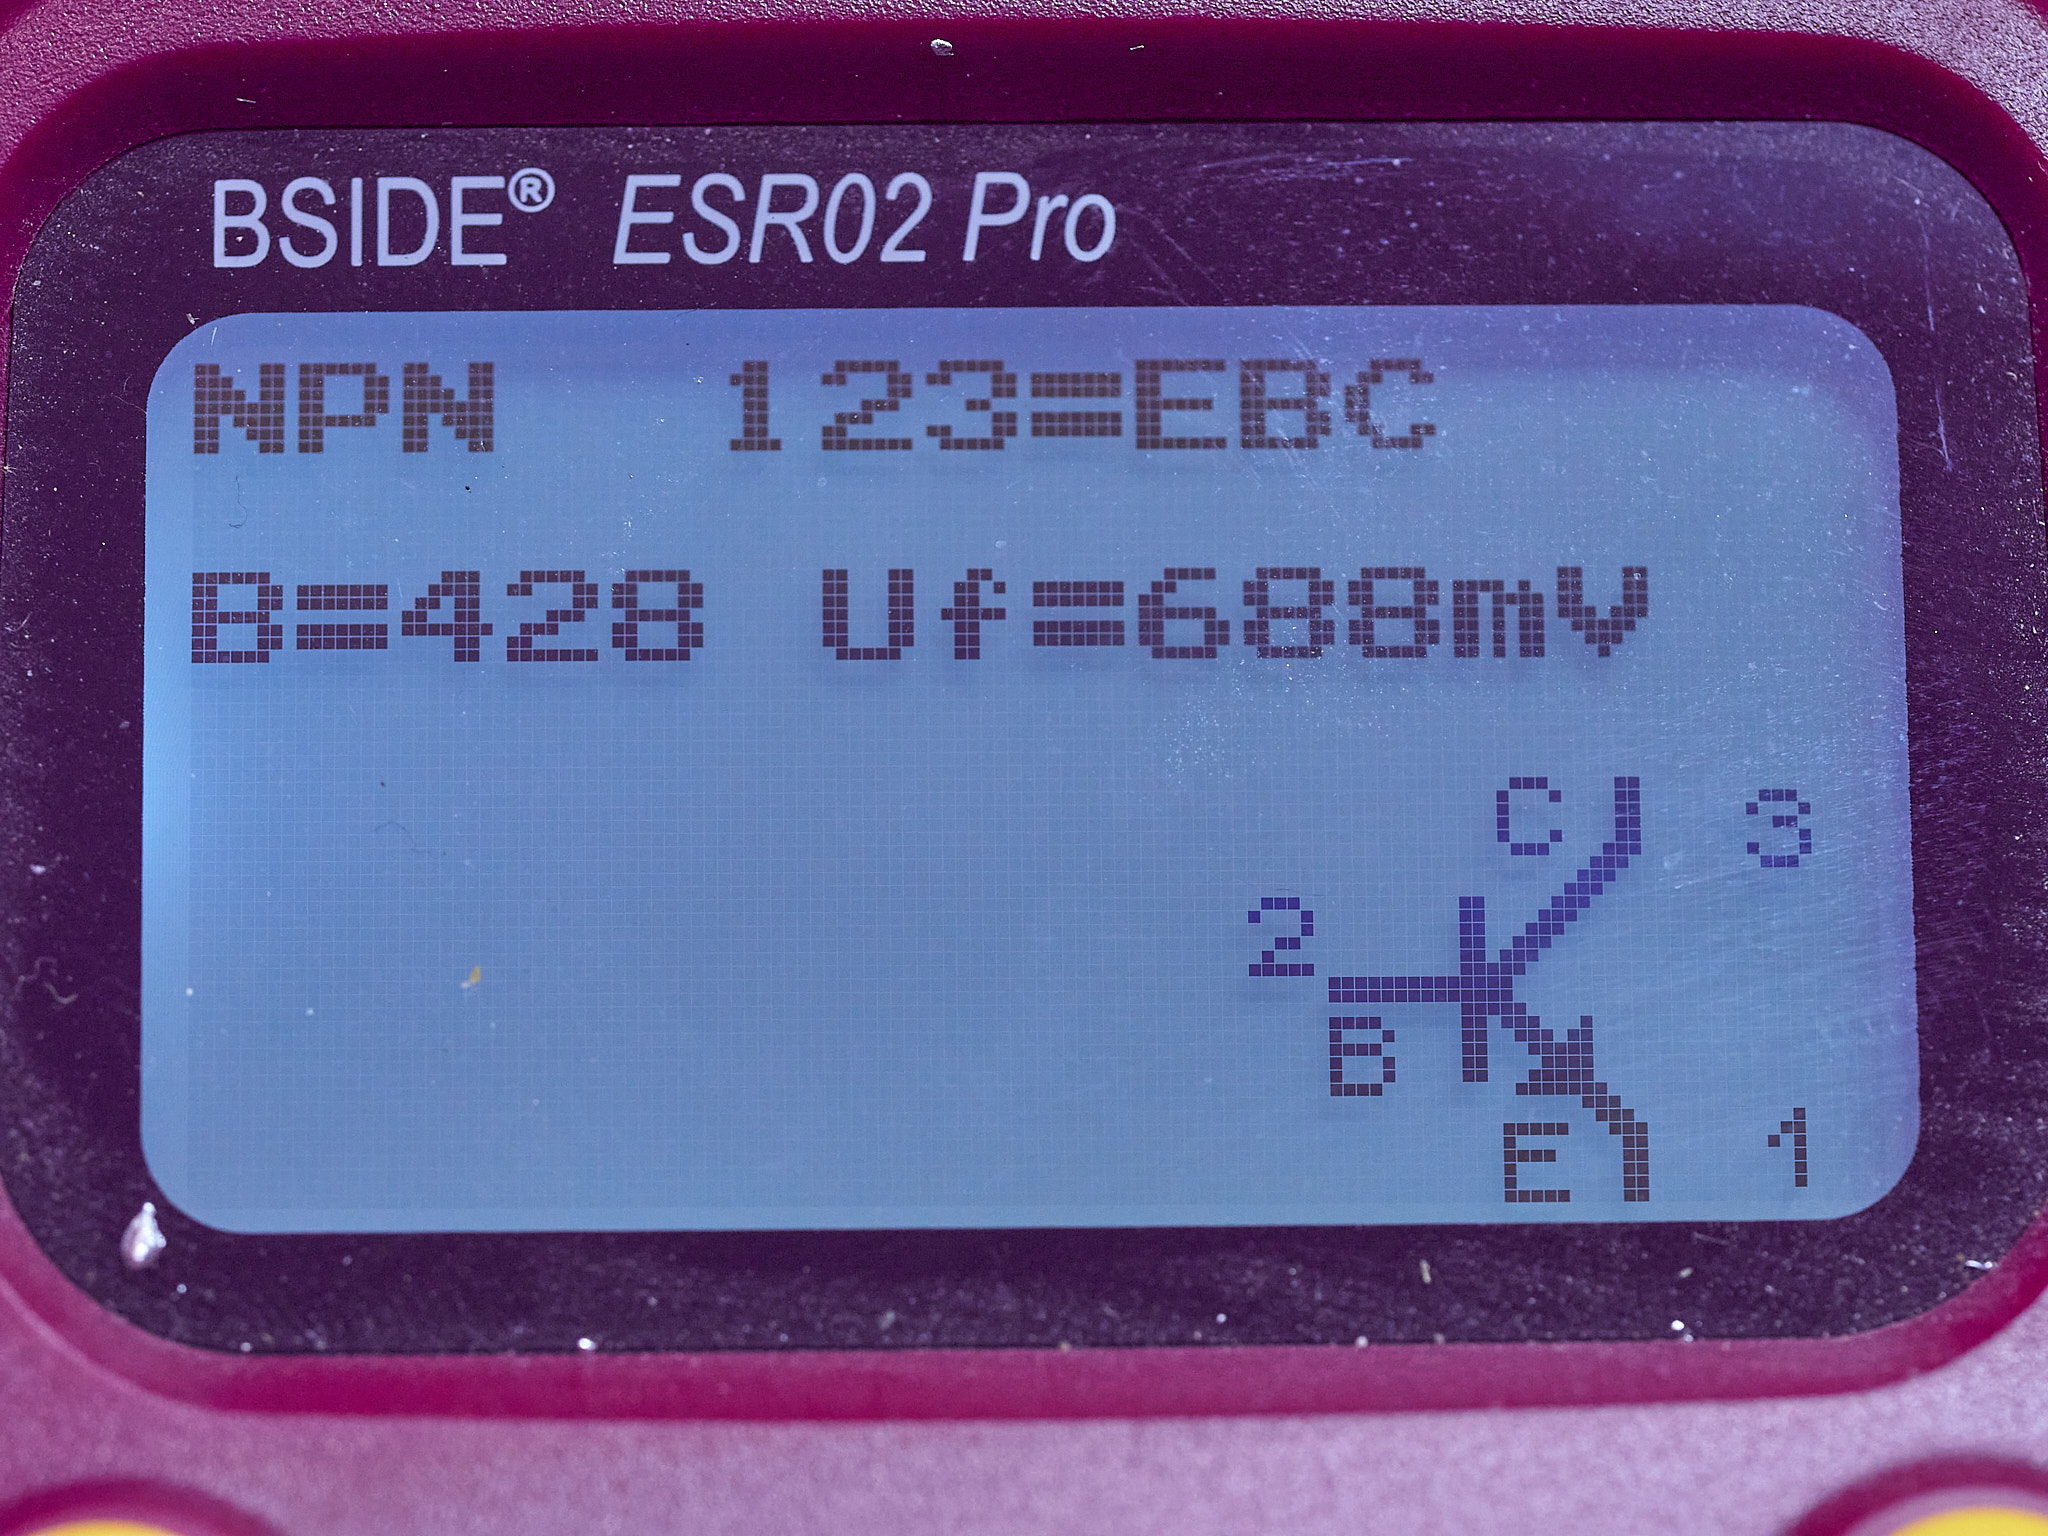 BSIDE® ESR02 Pro
NPN 123=EBC
B=428 Uf=688mV
C 3
2
B
E 1